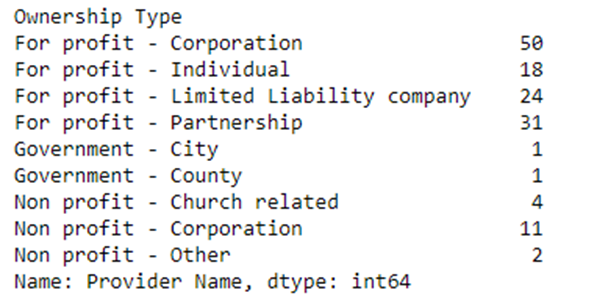 Ownership Type
For profit - Corporation 50
For profit - Individual 18
For profit - Limited Liability company 24
For profit - Partnership 31
Government - City 1
Government - County 1
Non profit - Church related 4
Non profit - Corporation 11
Non profit - Other 2
Name: Provider Name, dtype: int64